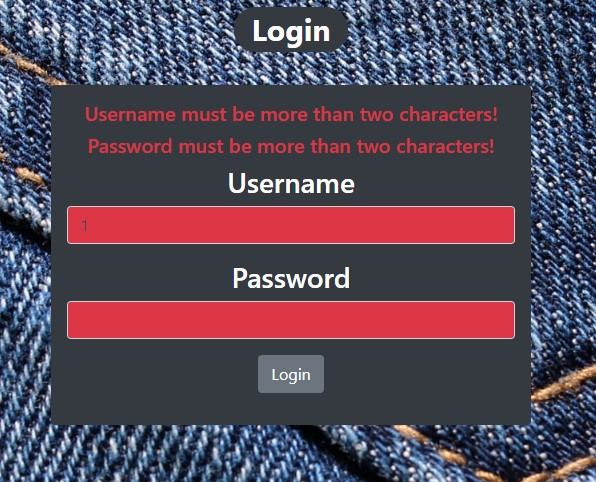 Login
Username must be more than two characters!
Password must be more than two characters!
Username
1
Password
Login